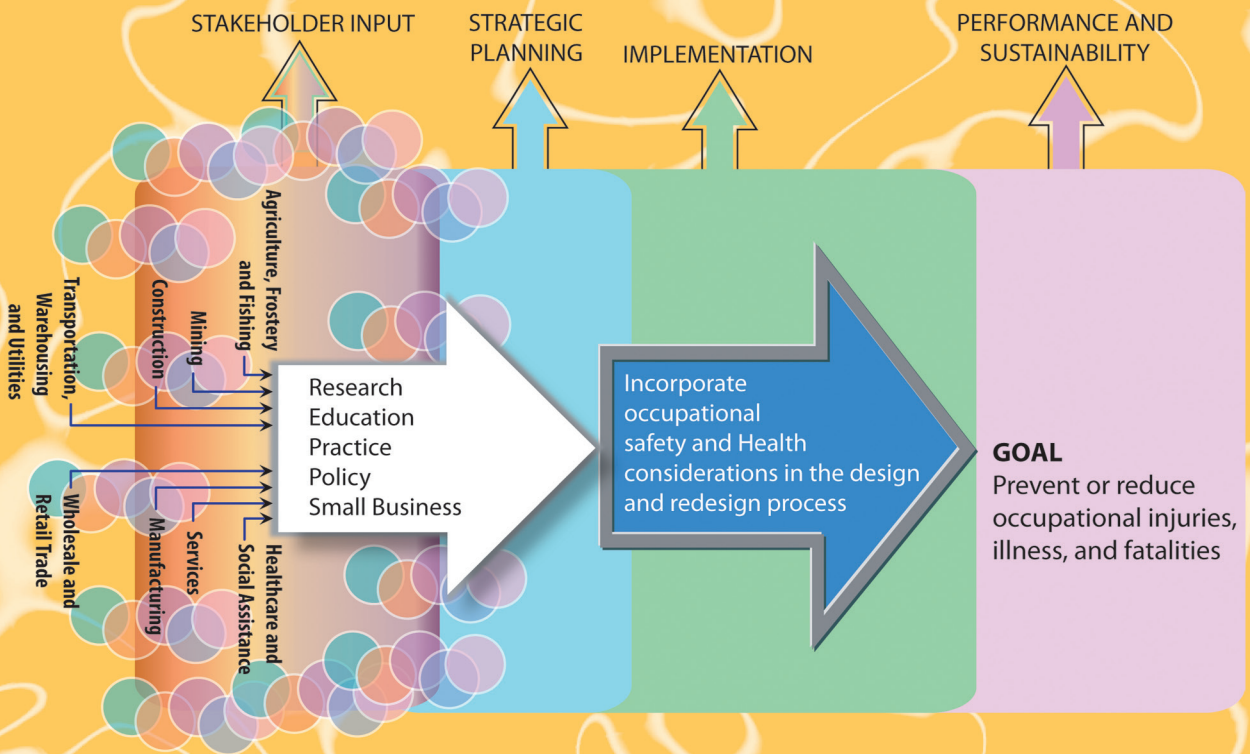 STAKEHOLDER INPUT
STRATEGIC
PLANNING
IMPLEMENTATION
PERFORMANCE AND
SUSTAINABILITY
Agriculture, Frostery
and Fishing
Mining
Construction
Transportation,
Warehousing
and Utilities
Wholesale and
Retail Trade
Manufacturing
Services
Healthcare and
Social Assistance
Research
Education
Practice
Policy
Small Business
Incorporate
occupational
safety and Health
considerations in the design
and redesign process
GOAL
Prevent or reduce
occupational injuries,
illness, and fatalities